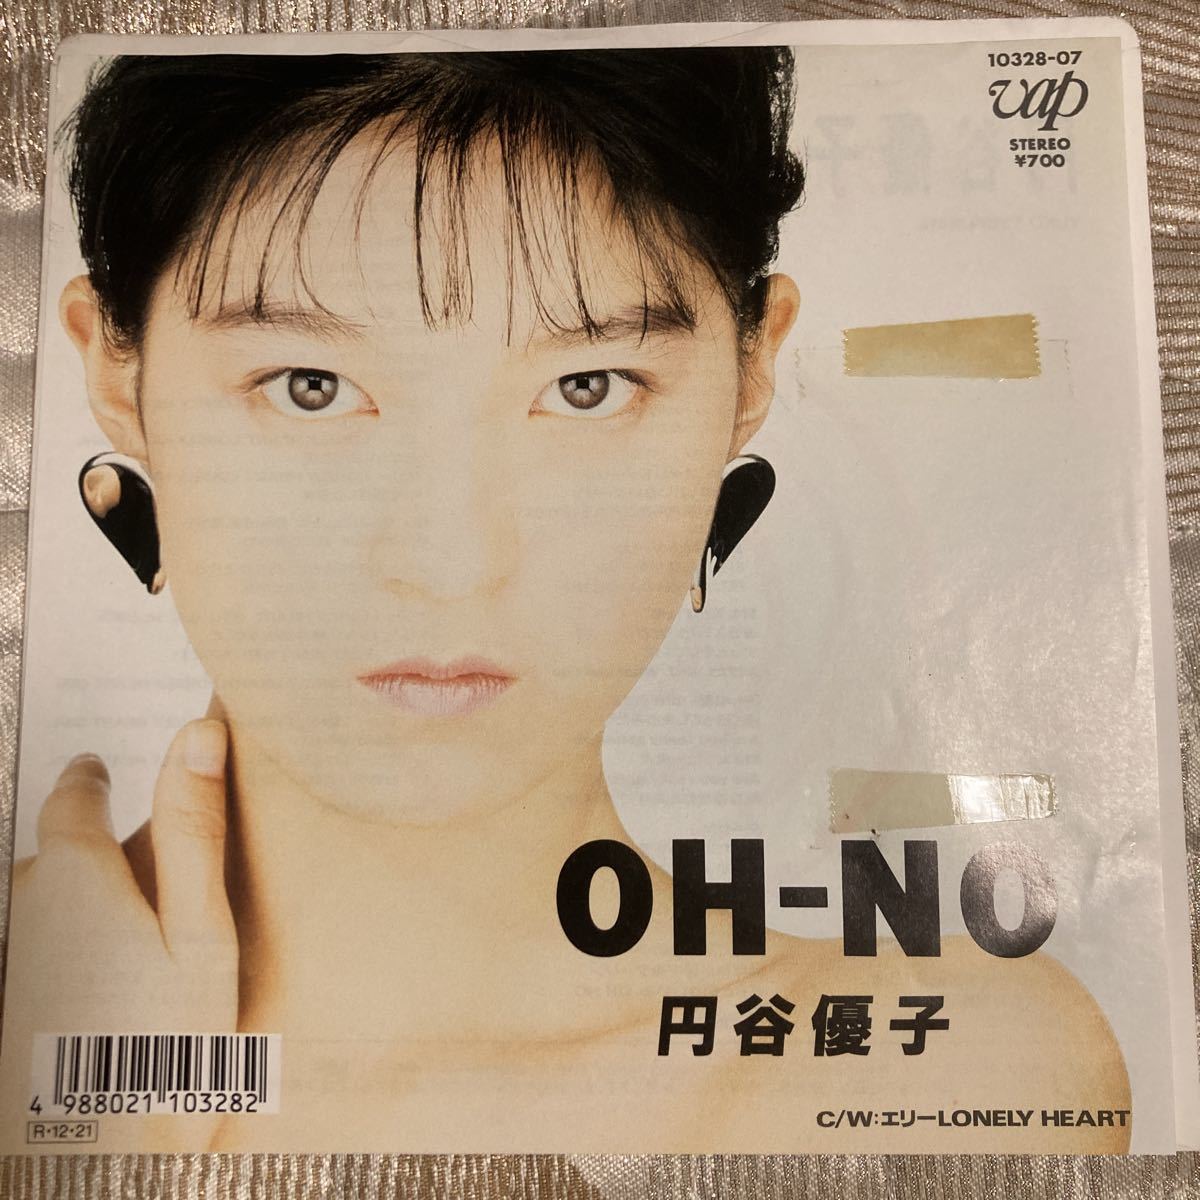 10328-07
vap
STEREO
¥700
OH-NO
円谷優子
C/W:エリーLONELY HEART
4 988021 103282
R・12・21